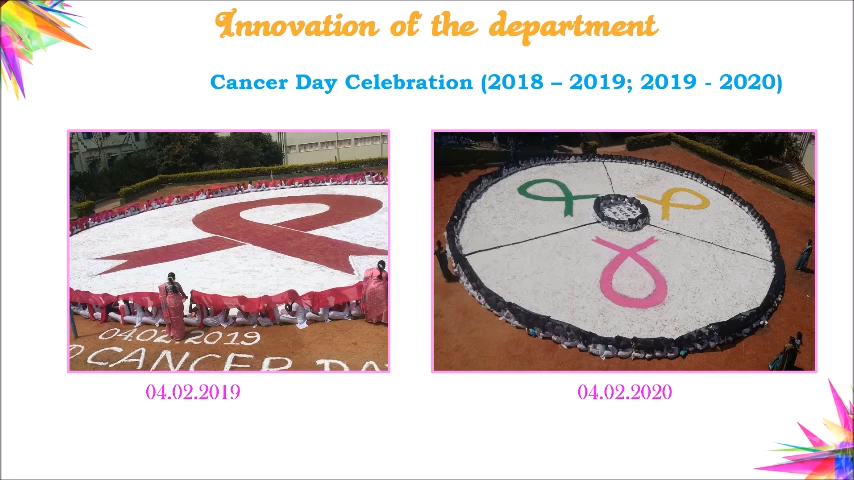 Innovation of the department
Cancer Day Celebration (2018 – 2019; 2019 - 2020)
04.02.2019
CANCER DA
04.02.2019
04.02.2020